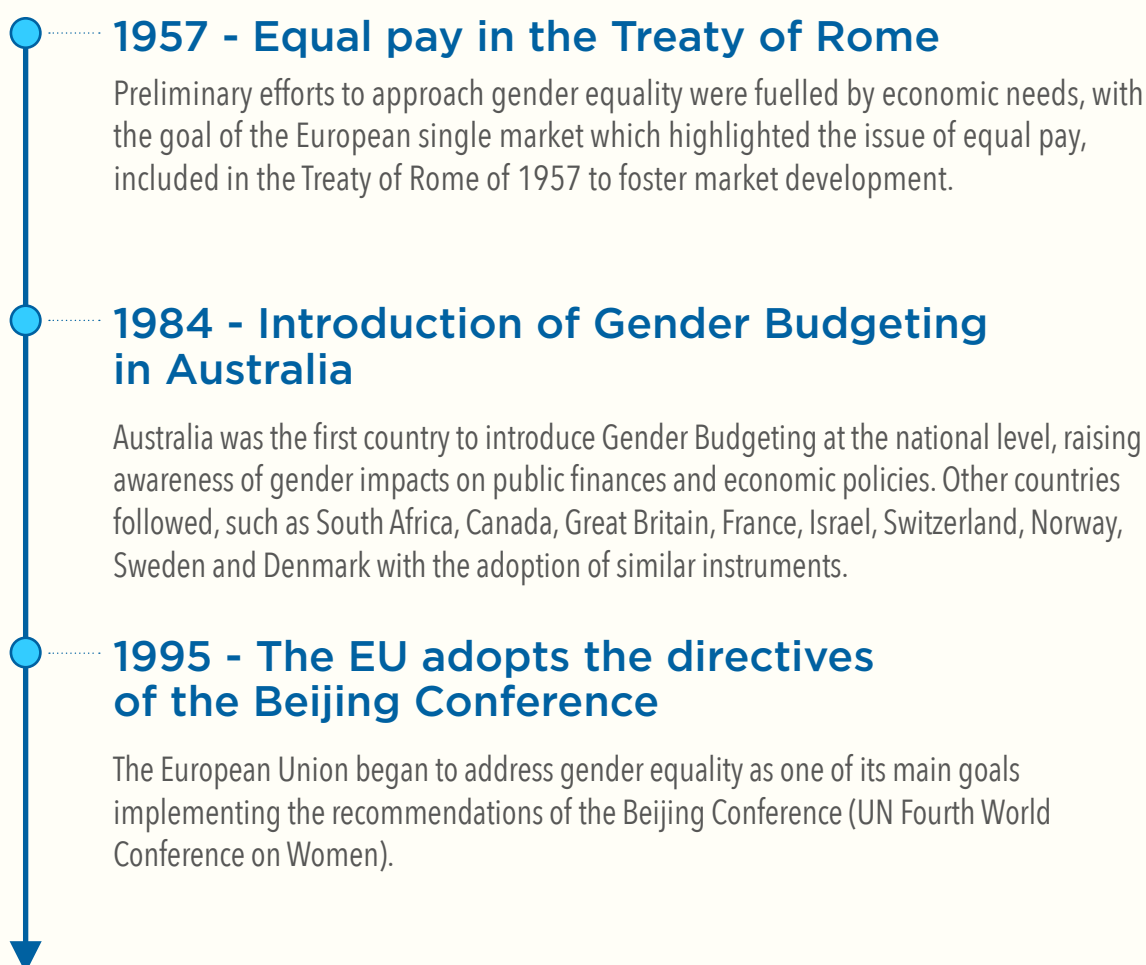 1957 - Equal pay in the Treaty of Rome
Preliminary efforts to approach gender equality were fuelled by economic needs, with
the goal of the European single market which highlighted the issue of equal pay,
included in the Treaty of Rome of 1957 to foster market development.
1984 - Introduction of Gender Budgeting
in Australia
Australia was the first country to introduce Gender Budgeting at the national level, raising
awareness of gender impacts on public finances and economic policies. Other countries
followed, such as South Africa, Canada, Great Britain, France, Israel, Switzerland, Norway,
Sweden and Denmark with the adoption of similar instruments.
1995 - The EU adopts the directives
of the Beijing Conference
The European Union began to address gender equality as one of its main goals
implementing the recommendations of the Beijing Conference (UN Fourth World
Conference on Women).